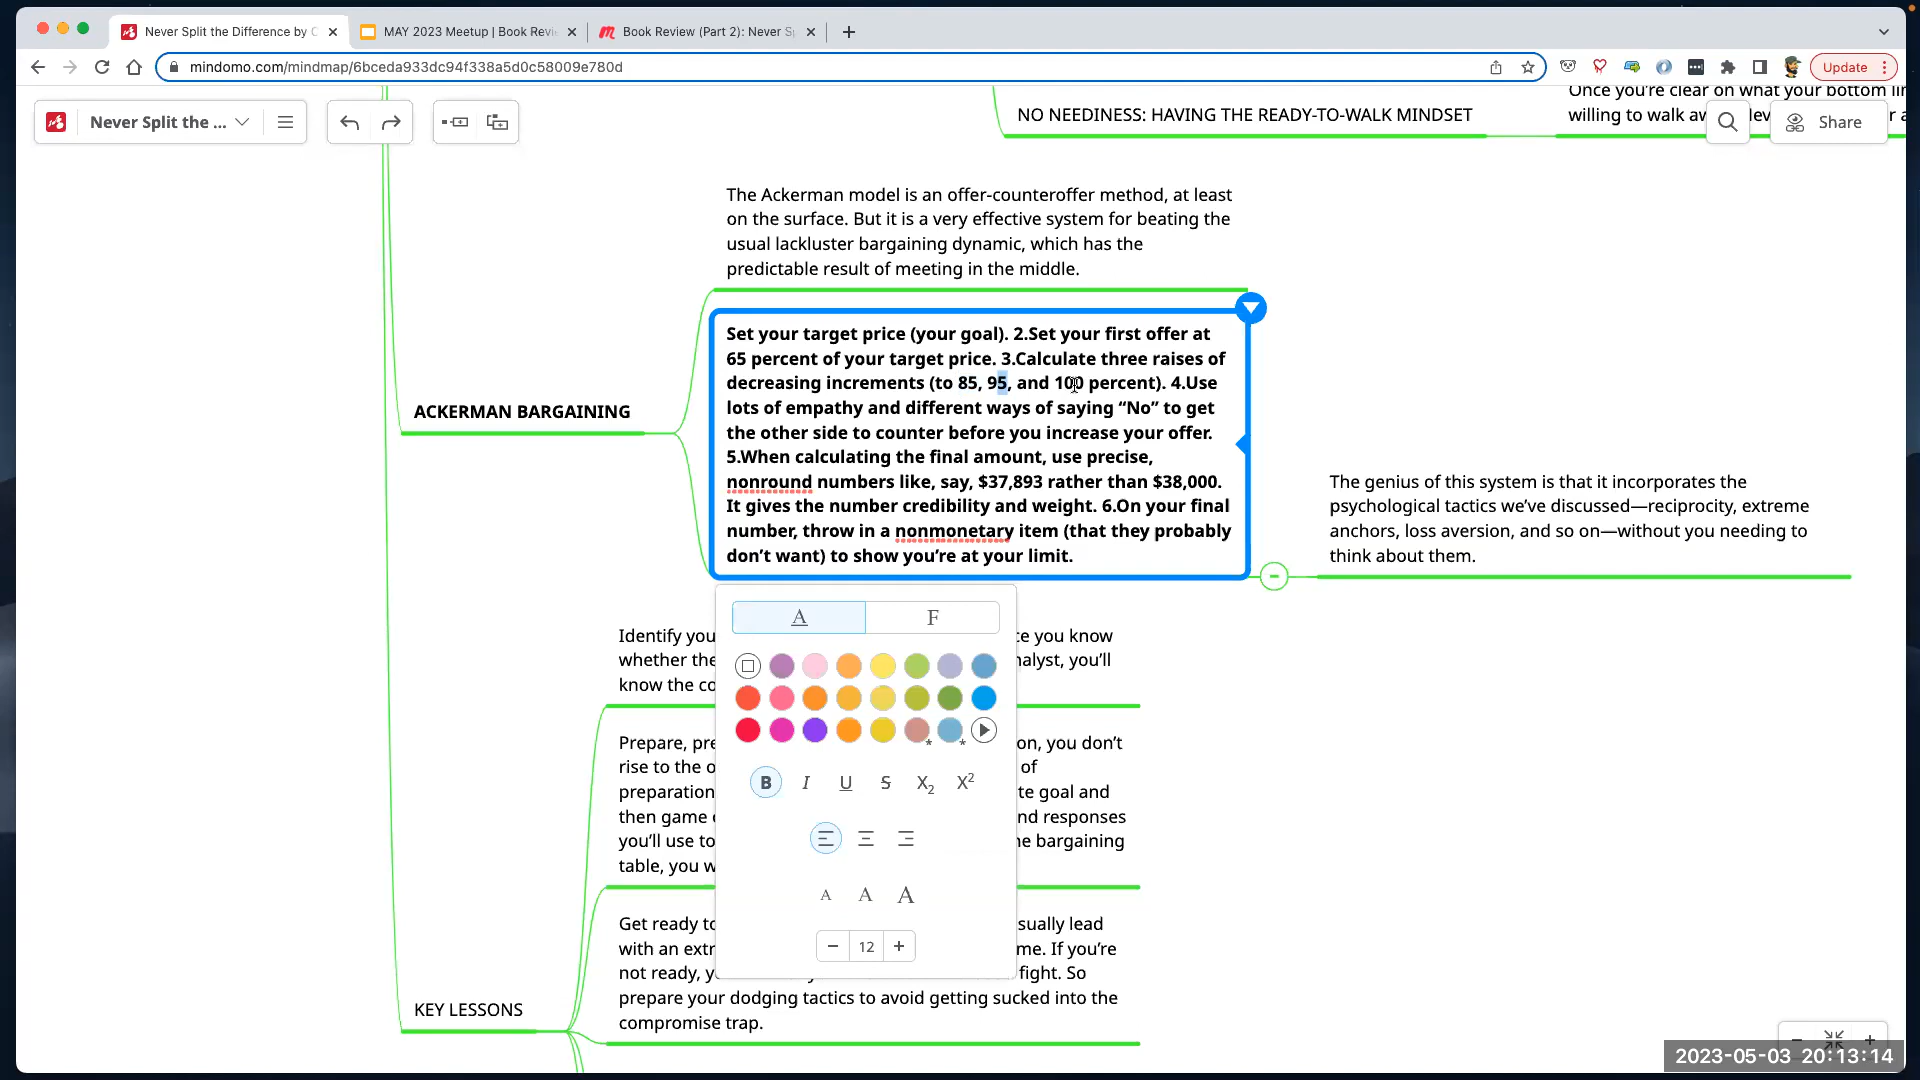 Never Split the Difference by C
MAY 2023 Meetup | Book Revie
Book Review (Part 2): Never Sp
mindomo.com/mindmap/6bceda933dc94f338a5d0c58009e780d
Update
Never Split the ...
Share
NO NEEDINESS: HAVING THE READY-TO-WALK MINDSET
Once you're clear on what your bottom lin
willing to walk aw
The Ackerman model is an offer-counteroffer method, at least
on the surface. But it is a very effective system for beating the
usual lackluster bargaining dynamic, which has the
predictable result of meeting in the middle.
ACKERMAN BARGAINING
Set your target price (your goal). 2.Set your first offer at
65 percent of your target price. 3.Calculate three raises of
decreasing increments (to 85, 95, and 100 percent). 4.Use
lots of empathy and different ways of saying “No” to get
the other side to counter before you increase your offer.
5.When calculating the final amount, use precise,
nonround numbers like, say, $37,893 rather than $38,000.
It gives the number credibility and weight. 6.On your final
number, throw in a nonmonetary item (that they probably
don’t want) to show you’re at your limit.
The genius of this system is that it incorporates the
psychological tactics we’ve discussed—reciprocity, extreme
anchors, loss aversion, and so on—without you needing to
think about them.
A F
B I U S X2 X2
A A A
− 12 +
Identify you ce you know
whether the nalyst, you’ll
know the co
Prepare, pre on, you don’t
rise to the o of
preparation te goal and
then game nd responses
you’ll use to ne bargaining
table, you w
Get ready to sually lead
with an extr me. If you’re
not ready, y fight. So
prepare your dodging tactics to avoid getting sucked into the
compromise trap.
KEY LESSONS
2023-05-03 20:13:14